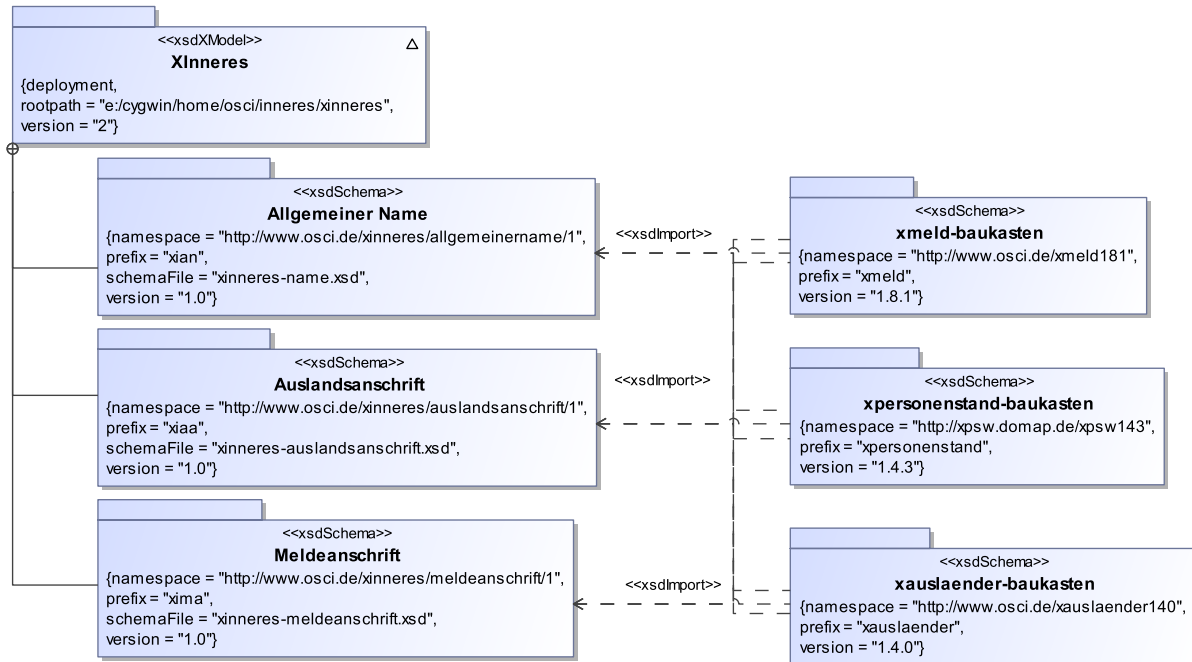 <<xsdXModel>>
XInneres
{deployment,
rootpath = "e:/cygwin/home/osci/inneres/xinneres",
version = "2"}
<<xsdSchema>>
Allgemeiner Name
{namespace = "http://www.osci.de/xinneres/allgemeinername/1",
prefix = "xian",
schemaFile = "xinneres-name.xsd",
version = "1.0"}
<<xsdImport>>
<<xsdSchema>>
xmeld-baukasten
{namespace = "http://www.osci.de/xmeld181",
prefix = "xmeld",
version = "1.8.1"}
<<xsdSchema>>
Auslandsanschrift
{namespace = "http://www.osci.de/xinneres/auslandsanschrift/1",
prefix = "xiaa",
schemaFile = "xinneres-auslandsanschrift.xsd",
version = "1.0"}
<<xsdImport>>
<<xsdSchema>>
xpersonenstand-baukasten
{namespace = "http://xpsw.domap.de/xpsw143",
prefix = "xpersonenstand",
version = "1.4.3"}
<<xsdSchema>>
Meldeanschrift
{namespace = "http://www.osci.de/xinneres/meldeanschrift/1",
prefix = "xima",
schemaFile = "xinneres-meldeanschrift.xsd",
version = "1.0"}
<<xsdImport>>
<<xsdSchema>>
xauslaender-baukasten
{namespace = "http://www.osci.de/xauslaender140",
prefix = "xauslaender",
version = "1.4.0"}